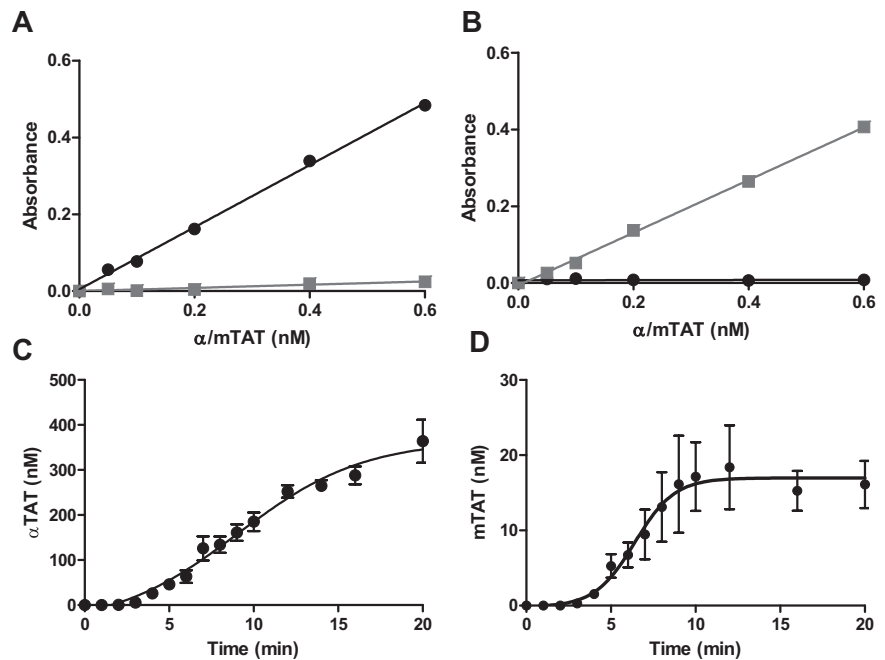 A
0.6
0.4
0.2
0.0
Absorbance
0.0 0.2 0.4 0.6
α/mTAT (nM)
B
0.6
0.4
0.2
0.0
Absorbance
0.0 0.2 0.4 0.6
α/mTAT (nM)
C
500
400
300
200
100
0
αTAT (nM)
0 5 10 15 20
Time (min)
D
30
20
10
0
mTAT (nM)
0 5 10 15 20
Time (min)